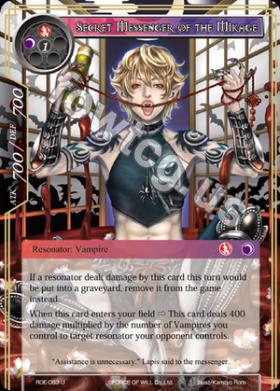 SECRET MESSENGER OF THE MIKAGE
1
ATK 700 / DEF 700
fowtcg.us
Resonator: Vampire
If a resonator dealt damage by this card this turn would
be put into a graveyard, remove it from the game
instead
When this card enters your field ⇨ This card deals 400
damage multiplied by the number of Vampires you
control to target resonator your opponent controls.
"Assistance is unnecessary." Lapis said to the messenger.
©FORCE OF WILL Co.,Ltd.